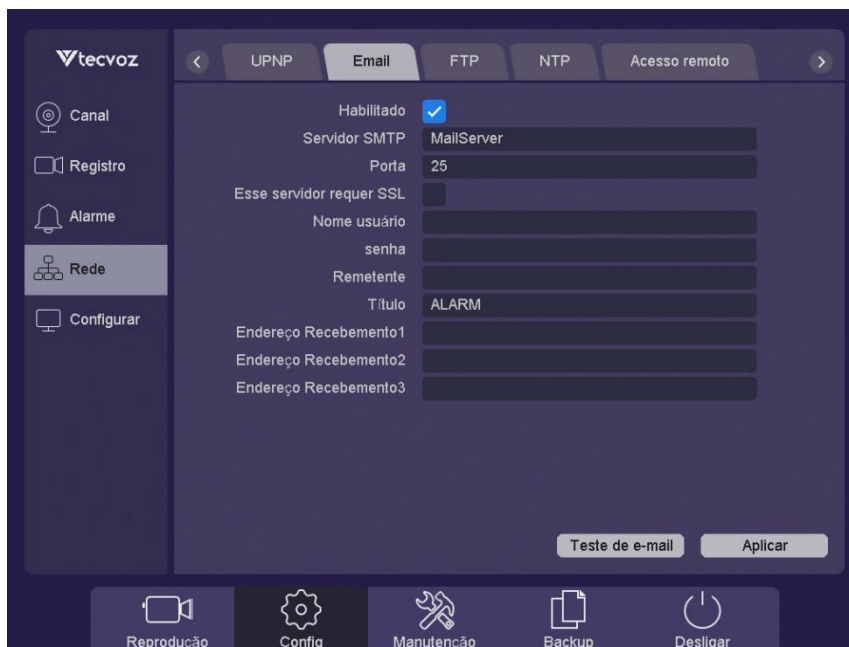 tecvoz
UPNP Email FTP NTP Acesso remoto
Canal
Registro
Alarme
Rede
Configurar
Habilitado
Servidor SMTP MailServer
Porta 25
Esse servidor requer SSL
Nome usuário
senha
Remetente
Título ALARM
Endereço Recebemento1
Endereço Recebemento2
Endereço Recebemento3
Teste de e-mail Aplicar
Reprodução Config Manutenção Backup Desligar